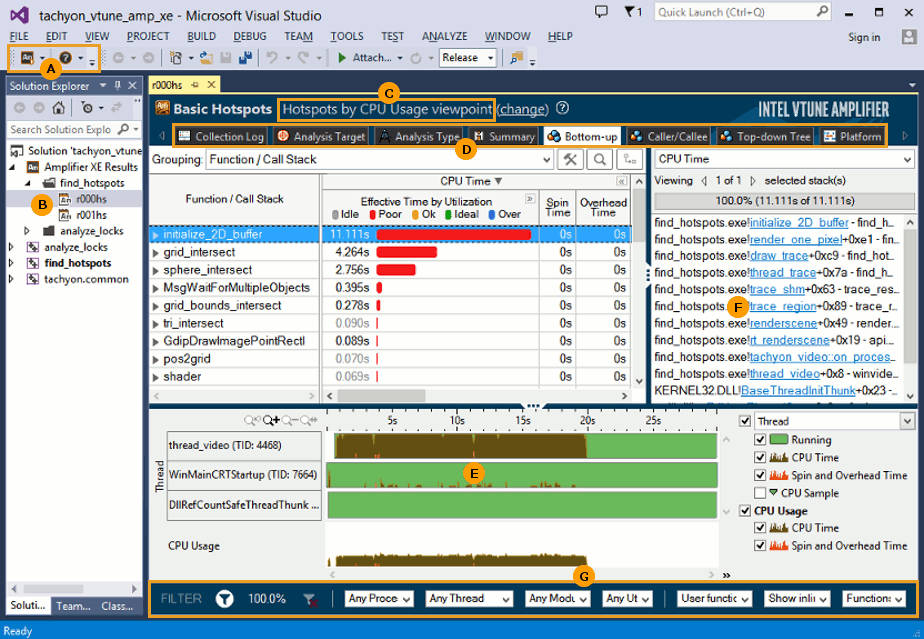 tachyon_vtune_amp_xe - Microsoft Visual Studio
1
Quick Launch (Ctrl+Q)
FILE EDIT VIEW PROJECT BUILD DEBUG TEAM TOOLS TEST ANALYZE WINDOW HELP
Sign in
Attach...
Release
A
Solution Explorer
Search Solution Explo
Solution 'tachyon_vtune
Amplifier XE Results
find_hotspots
B
r000hs
r001hs
analyze_locks
analyze_locks
find_hotspots
tachyon.common
Soluti... Team... Class...
r000hs
C
Basic Hotspots Hotspots by CPU Usage viewpoint (change)
INTEL VTUNE AMPLIFIER
Collection Log Analysis Target Analysis Type Summary Bottom-up Caller/Callee Top-down Tree Platform
D
Grouping: Function / Call Stack
Function / Call Stack
CPU Time
Effective Time by Utilization
Idle Poor Ok Ideal Over
Spin Time
Overhead Time
initialize_2D_buffer 11.111s 0s 0s
grid_intersect 4.264s 0s 0s
sphere_intersect 2.756s 0s 0s
MsgWaitForMultipleObjects 0.395s 0s 0s
grid_bounds_intersect 0.278s 0s 0s
tri_intersect 0.090s 0s 0s
GdipDrawImagePointRectI 0.089s 0s 0s
pos2grid 0.070s 0s 0s
shader 0.069s 0s 0s
CPU Time
Viewing 1 of 1 selected stack(s)
100.0% (11.111s of 11.111s)
find_hotspots.exe!initialize_2D_buffer - find_h...
find_hotspots.exe!render_one_pixel+0xe1 - fin...
find_hotspots.exe!draw_trace+0xc9 - find_hot...
find_hotspots.exe!thread_trace+0x7a - find_h...
find_hotspots.exe!trace_shm+0x63 - trace_res...
find_hotspots.exe!trace_region+0x89 - trace_r...
F
find_hotspots.exe!renderscene+0x49 - render...
find_hotspots.exe!rt_renderscene+0x19 - api....
find_hotspots.exe!tachyon_video::on_proces...
find_hotspots.exe!thread_video+0x8 - winvide...
KERNEL32.DLL!BaseThreadInitThunk+0x23 -
0s 5s 10s 15s 20s 25s
Thread
thread_video (TID: 4468)
WinMainCRTStartup (TID: 7664)
E
DllRefCountSafeThreadThunk ...
CPU Usage
Thread
Running
CPU Time
Spin and Overhead Time
CPU Sample
CPU Usage
CPU Time
Spin and Overhead Time
G
FILTER 100.0% Any Proce Any Thread Any Modu Any Ut User functio Show inlin Functions
Ready